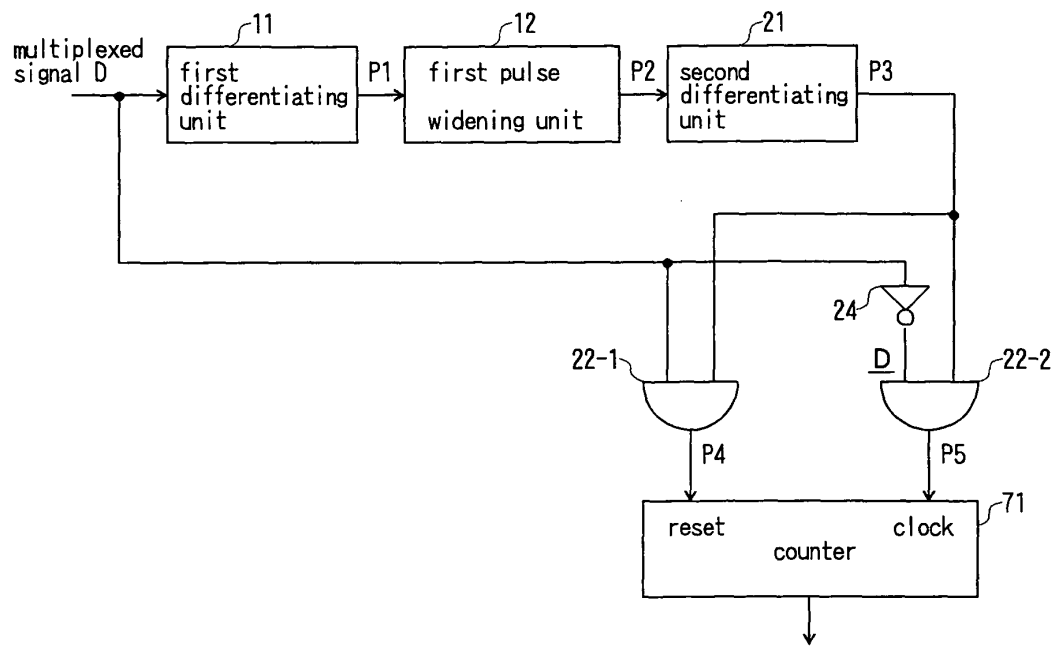 multiplexed
signal D
11
first
differentiating
unit
P1
12
first pulse
widening unit
P2
21
second
differentiating
unit
P3
24
D
22-1
22-2
P4
P5
71
reset
clock
counter